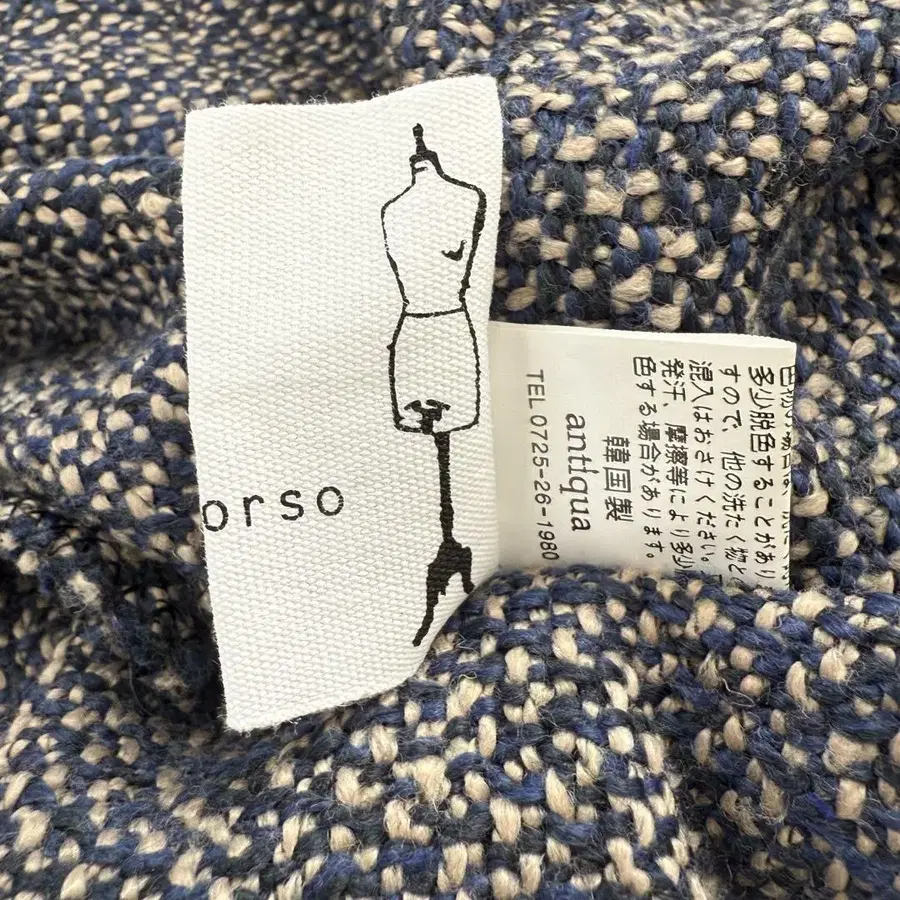 orso
多少脱色することがありま
すので、他の洗たく物との
混入はおさけください。
発汗、摩擦等により多少
色する場合があります。
韓国製
antiqua
TEL 0725-26-1980